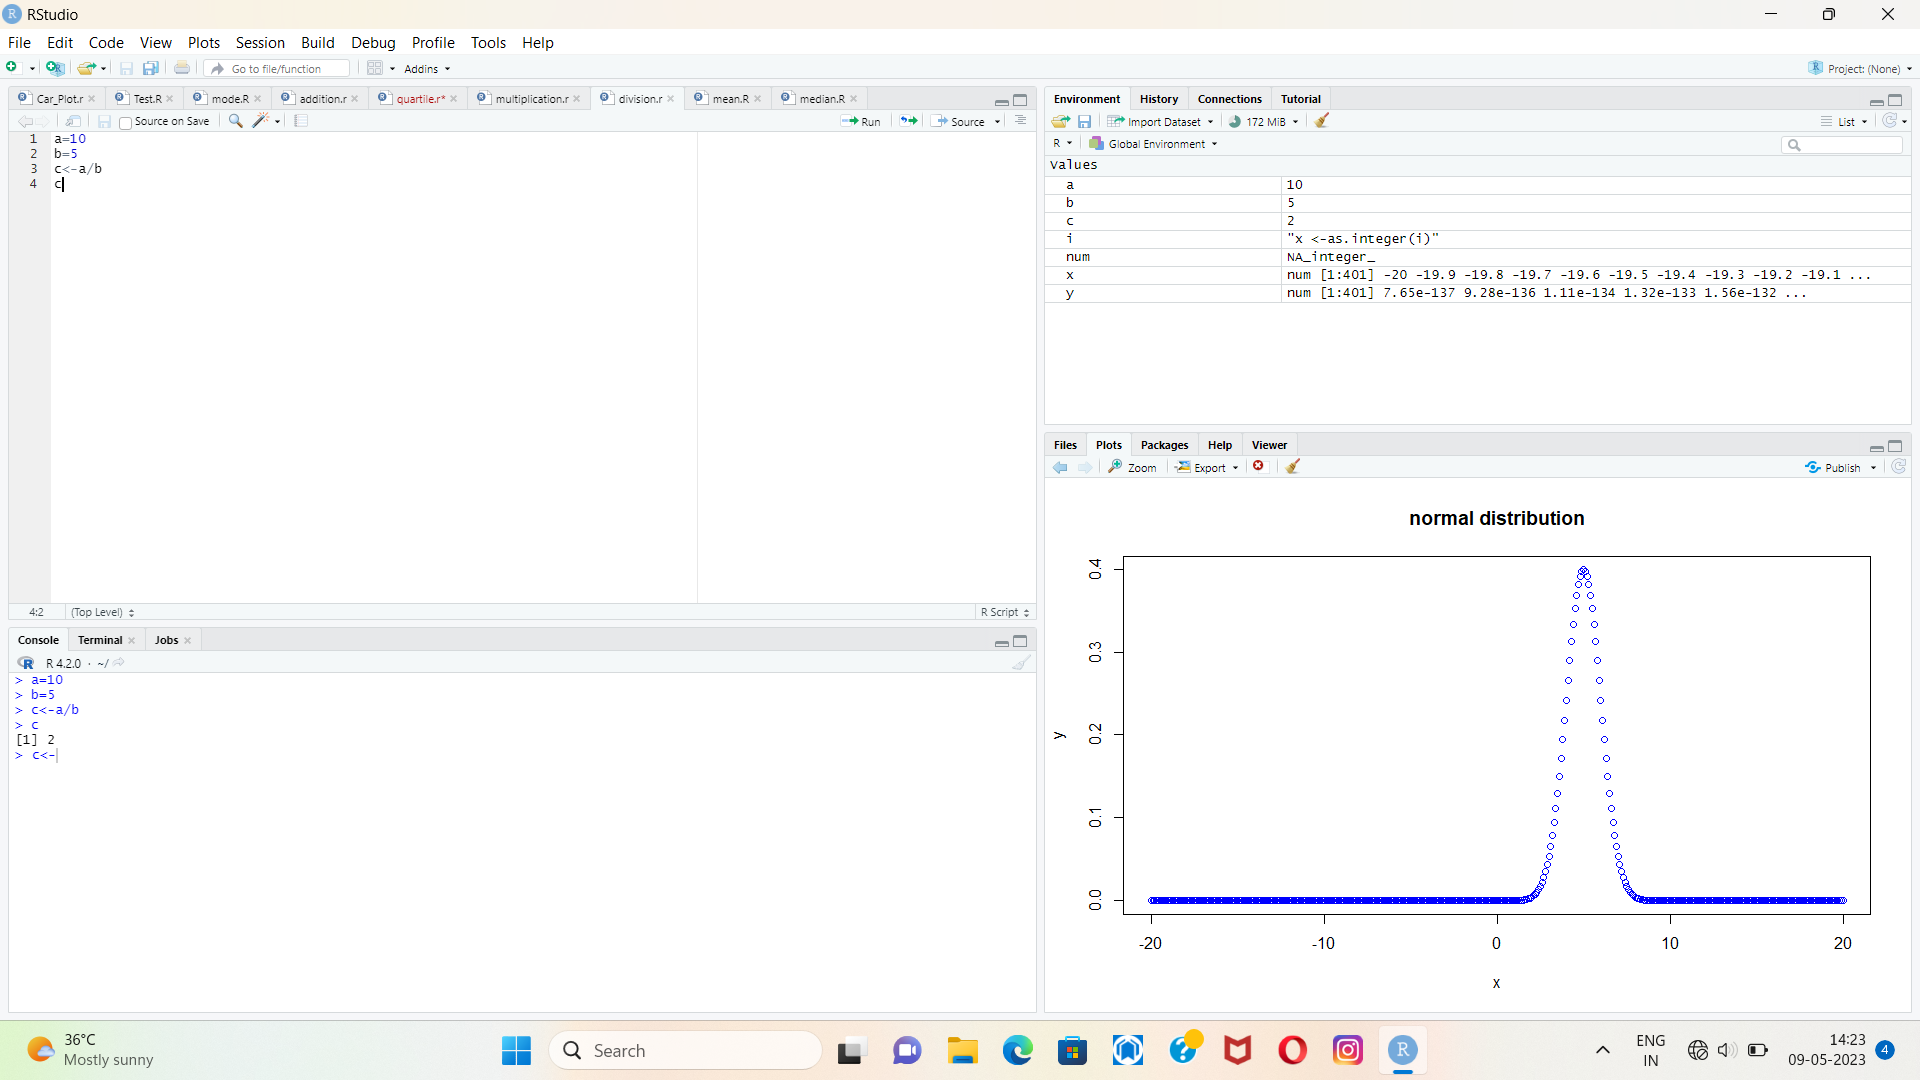 RStudio
File Edit Code View Plots Session Build Debug Profile Tools Help
Go to file/function Addins Project: (None)
Car_Plot.r Test.R mode.R addition.r quartile.r* multiplication.r division.r mean.R median.R
Source on Save Run Source
1 a=10
2 b=5
3 c<-a/b
4 c
4:2 (Top Level) R Script
Console Terminal Jobs
R 4.2.0 · ~/
> a=10
> b=5
> c<-a/b
> c
[1] 2
> c<-
Environment History Connections Tutorial
Import Dataset 172 MiB List
R Global Environment
Values
a 10
b 5
c 2
i "x <-as.integer(i)"
num NA_integer_
x num [1:401] -20 -19.9 -19.8 -19.7 -19.6 -19.5 -19.4 -19.3 -19.2 -19.1 ...
y num [1:401] 7.65e-137 9.28e-136 1.11e-134 1.32e-133 1.56e-132 ...
Files Plots Packages Help Viewer
Zoom Export Publish
normal distribution
0.4
0.3
0.2
0.1
0.0
y
-20 -10 0 10 20
x
36°C
Mostly sunny
Search
ENG
IN
14:23
09-05-2023
4